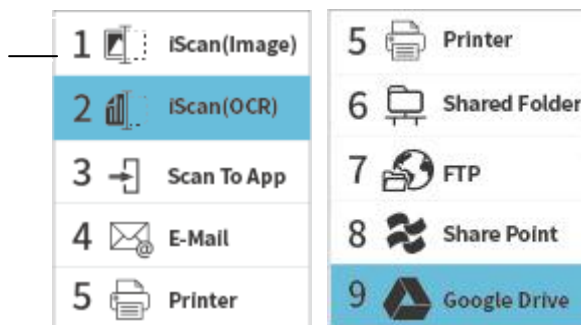 1 iScan(Image)
2 iScan(OCR)
3 Scan To App
4 E-Mail
5 Printer
5 Printer
6 Shared Folder
7 FTP
8 Share Point
9 Google Drive